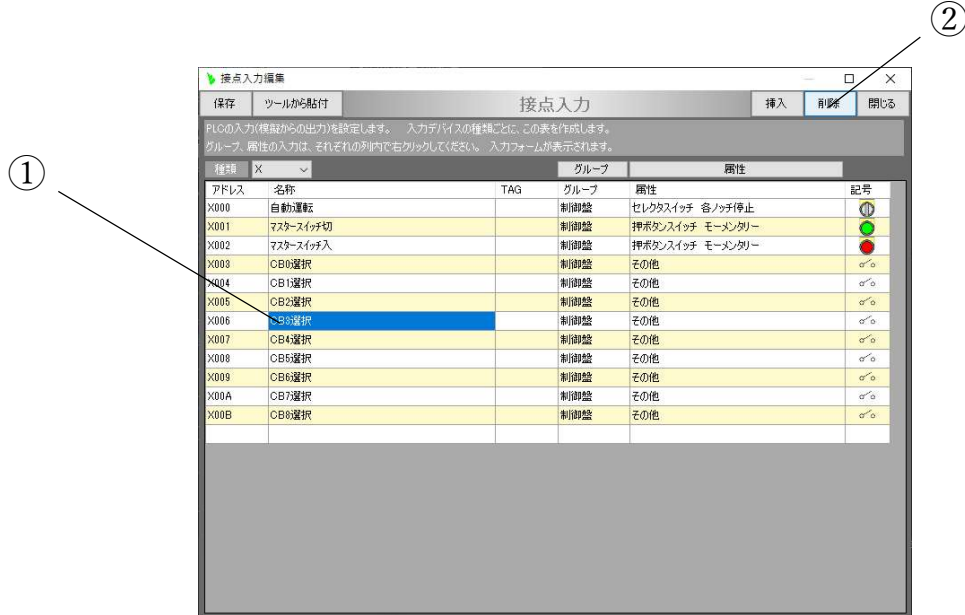 ②
接点入力編集
保存 ツールから貼付 接点入力 挿入 削除 閉じる
PLCの入力(模擬からの出力)を設定します。 入力デバイスの種類ごとに、この表を作成します。
グループ、属性の入力は、それぞれの列内で右クリックしてください。 入力フォームが表示されます。
①
種類 X グループ 属性
アドレス 名称 TAG グループ 属性 記号
X000 自動運転 制御盤 セレクタスイッチ 各ノッチ停止
X001 マスタースイッチ切 制御盤 押ボタンスイッチ モーメンタリー
X002 マスタースイッチ入 制御盤 押ボタンスイッチ モーメンタリー
X003 CB0選択 制御盤 その他
X004 CB1選択 制御盤 その他
X005 CB2選択 制御盤 その他
X006 CB3選択 制御盤 その他
X007 CB4選択 制御盤 その他
X008 CB5選択 制御盤 その他
X009 CB6選択 制御盤 その他
X00A CB7選択 制御盤 その他
X00B CB8選択 制御盤 その他